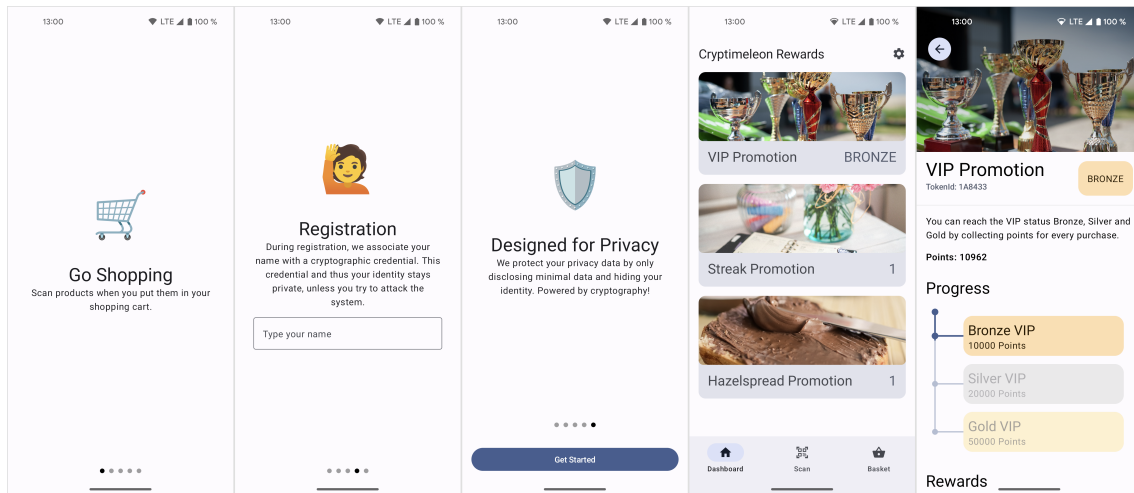 13:00
LTE 100 %
Go Shopping
Scan products when you put them in your
shopping cart.
13:00
LTE 100 %
Registration
During registration, we associate your
name with a cryptographic credential. This
credential and thus your identity stays
private, unless you try to attack the
system.
Type your name
13:00
LTE 100 %
Designed for Privacy
We protect your privacy data by only
disclosing minimal data and hiding your
identity. Powered by cryptography!
Get Started
13:00
LTE 100 %
Cryptimeleon Rewards
VIP Promotion BRONZE
Streak Promotion 1
Hazelspread Promotion 1
Dashboard Scan Basket
13:00
LTE 100 %
VIP Promotion
BRONZE
TokenId: 1A8433
You can reach the VIP status Bronze, Silver and
Gold by collecting points for every purchase.
Points: 10962
Progress
Bronze VIP
10000 Points
Silver VIP
20000 Points
Gold VIP
50000 Points
Rewards